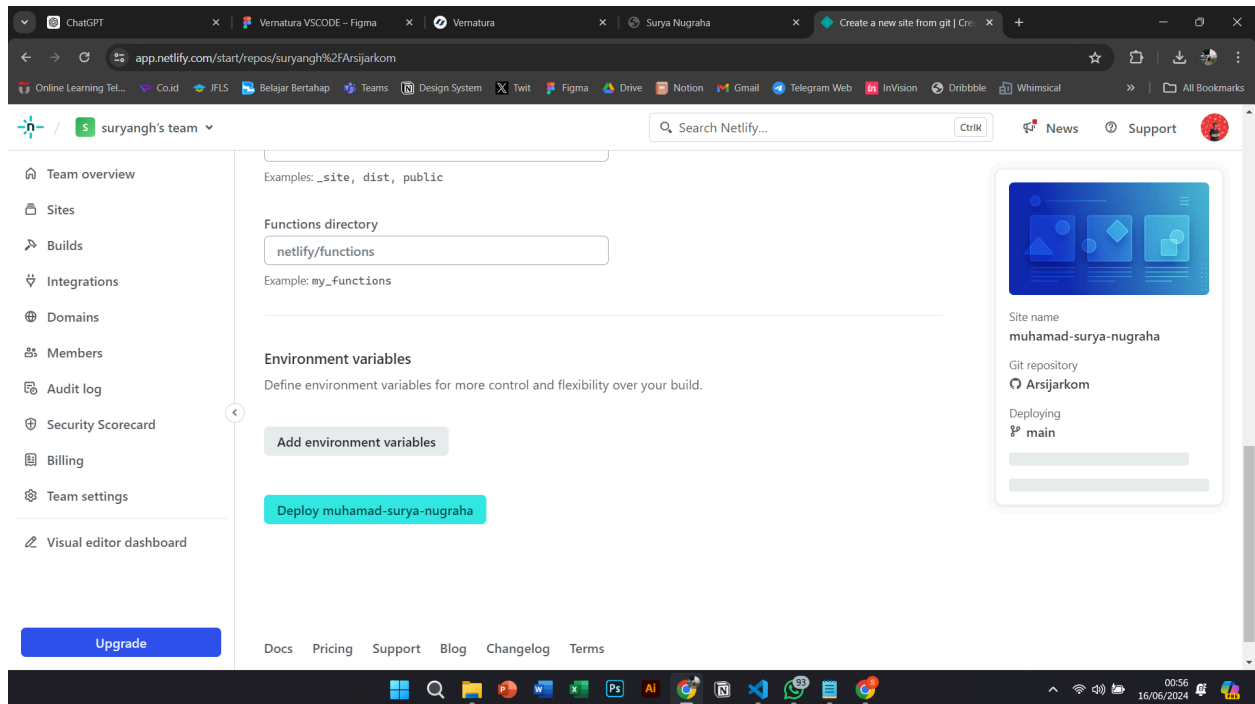 ChatGPT
Vernatura VSCODE – Figma
Vernatura
Surya Nugraha
Create a new site from git | Cre
app.netlify.com/start/repos/suryangh%2FArsijarkom
Online Learning Tel...
Co.id
JFLS
Belajar Bertahap
Teams
Design System
Twit
Figma
Drive
Notion
Gmail
Telegram Web
InVision
Dribbble
Whimsical
All Bookmarks
S suryangh's team
Search Netlify...
Ctrl K
News
Support
Team overview
Sites
Builds
Integrations
Domains
Members
Audit log
Security Scorecard
Billing
Team settings
Visual editor dashboard
Upgrade
Examples: _site, dist, public
Functions directory
netlify/functions
Example: my_functions
Environment variables
Define environment variables for more control and flexibility over your build.
Add environment variables
Deploy muhamad-surya-nugraha
Site name
muhamad-surya-nugraha
Git repository
Arsijarkom
Deploying
main
Docs
Pricing
Support
Blog
Changelog
Terms
93
00:56
16/06/2024